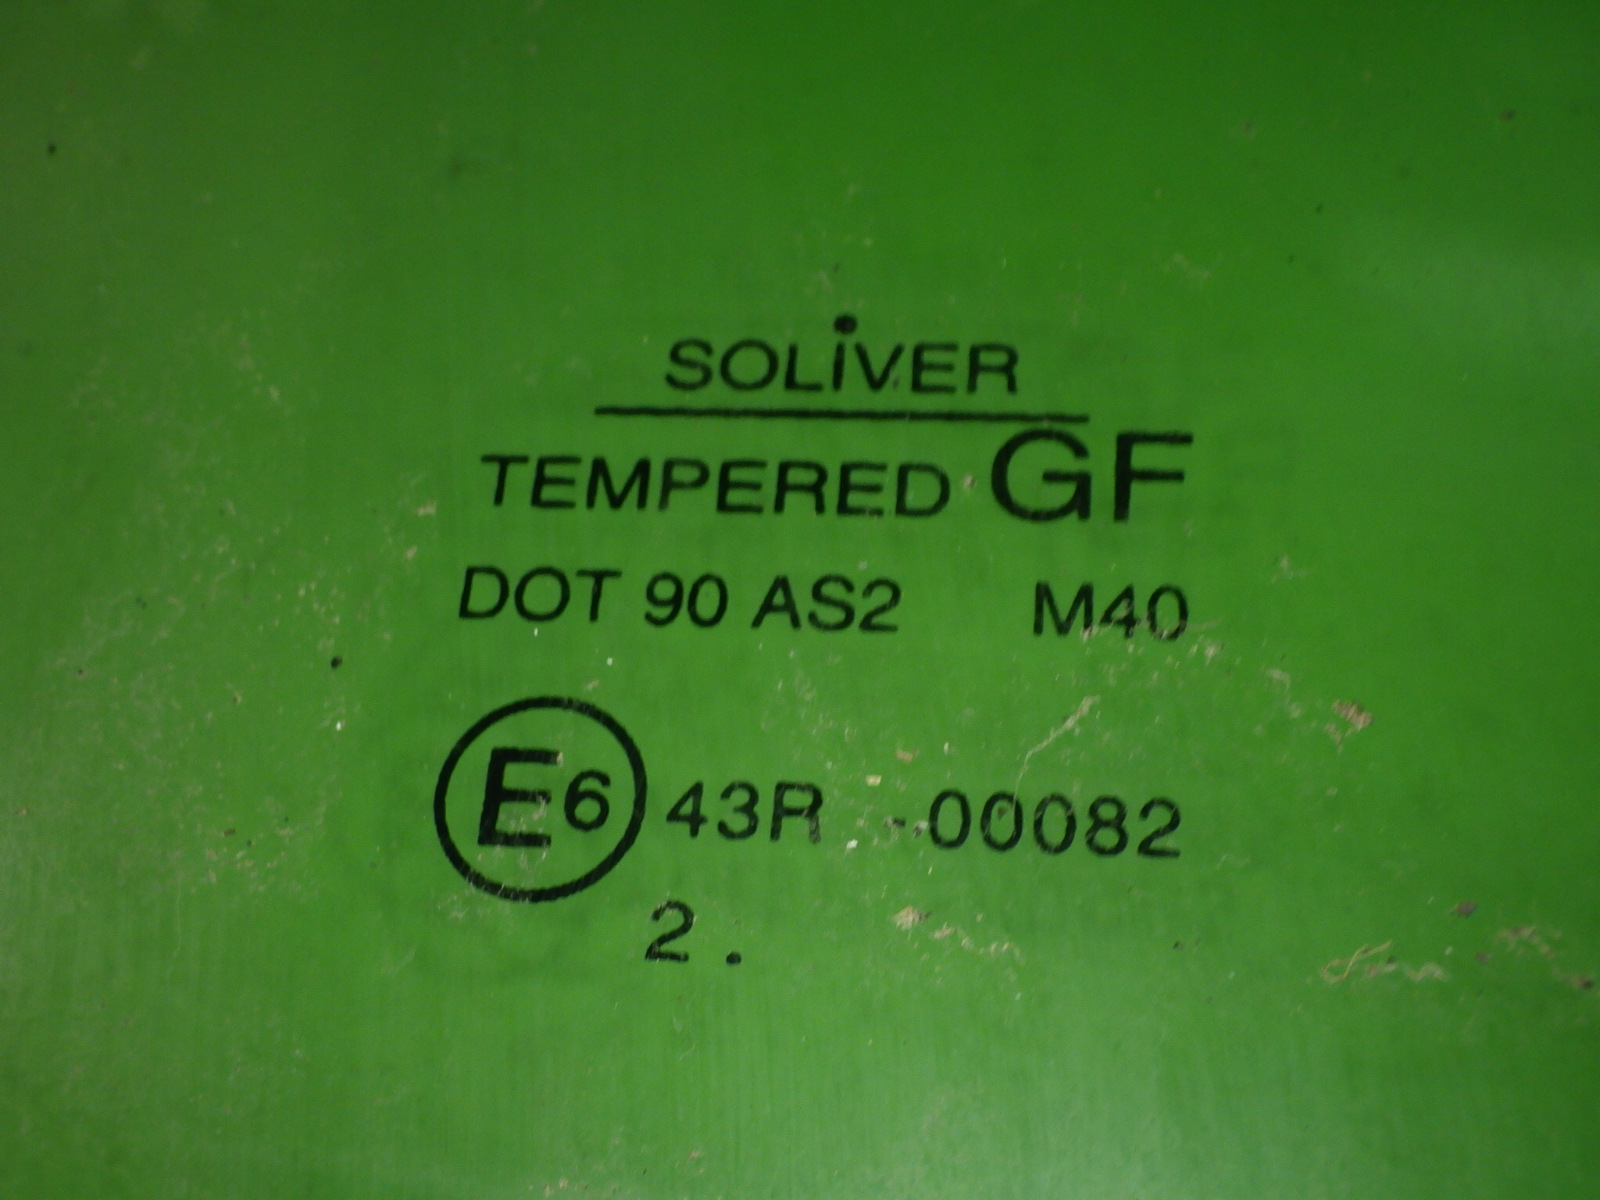 SOLiVER
TEMPERED GF
DOT 90 AS2 M40
E6 43R -00082
2 .